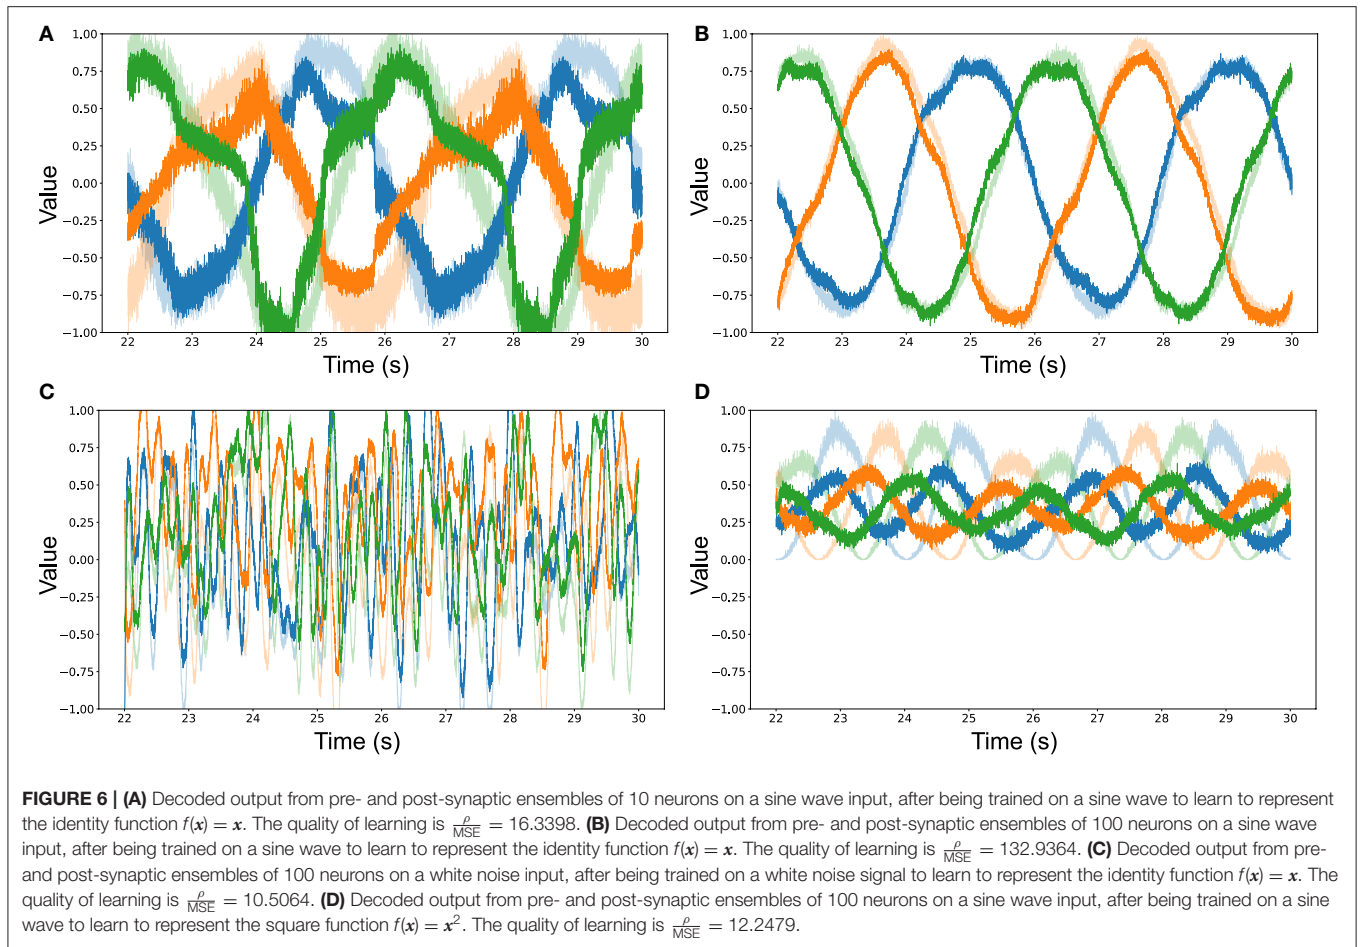 A
1.00
0.75
0.50
0.25
0.00
−0.25
−0.50
−0.75
−1.00
Value
22 23 24 25 26 27 28 29 30
Time (s)
B
1.00
0.75
0.50
0.25
0.00
−0.25
−0.50
−0.75
−1.00
Value
22 23 24 25 26 27 28 29 30
Time (s)
C
1.00
0.75
0.50
0.25
0.00
−0.25
−0.50
−0.75
−1.00
Value
22 23 24 25 26 27 28 29 30
Time (s)
D
1.00
0.75
0.50
0.25
0.00
−0.25
−0.50
−0.75
−1.00
Value
22 23 24 25 26 27 28 29 30
Time (s)
FIGURE 6 | (A) Decoded output from pre- and post-synaptic ensembles of 10 neurons on a sine wave input, after being trained on a sine wave to learn to represent
the identity function f(x) = x. The quality of learning is ρ/MSE = 16.3398. (B) Decoded output from pre- and post-synaptic ensembles of 100 neurons on a sine wave
input, after being trained on a sine wave to learn to represent the identity function f(x) = x. The quality of learning is ρ/MSE = 132.9364. (C) Decoded output from pre-
and post-synaptic ensembles of 100 neurons on a white noise input, after being trained on a white noise signal to learn to represent the identity function f(x) = x. The
quality of learning is ρ/MSE = 10.5064. (D) Decoded output from pre- and post-synaptic ensembles of 100 neurons on a sine wave input, after being trained on a sine
wave to learn to represent the square function f(x) = x². The quality of learning is ρ/MSE = 12.2479.